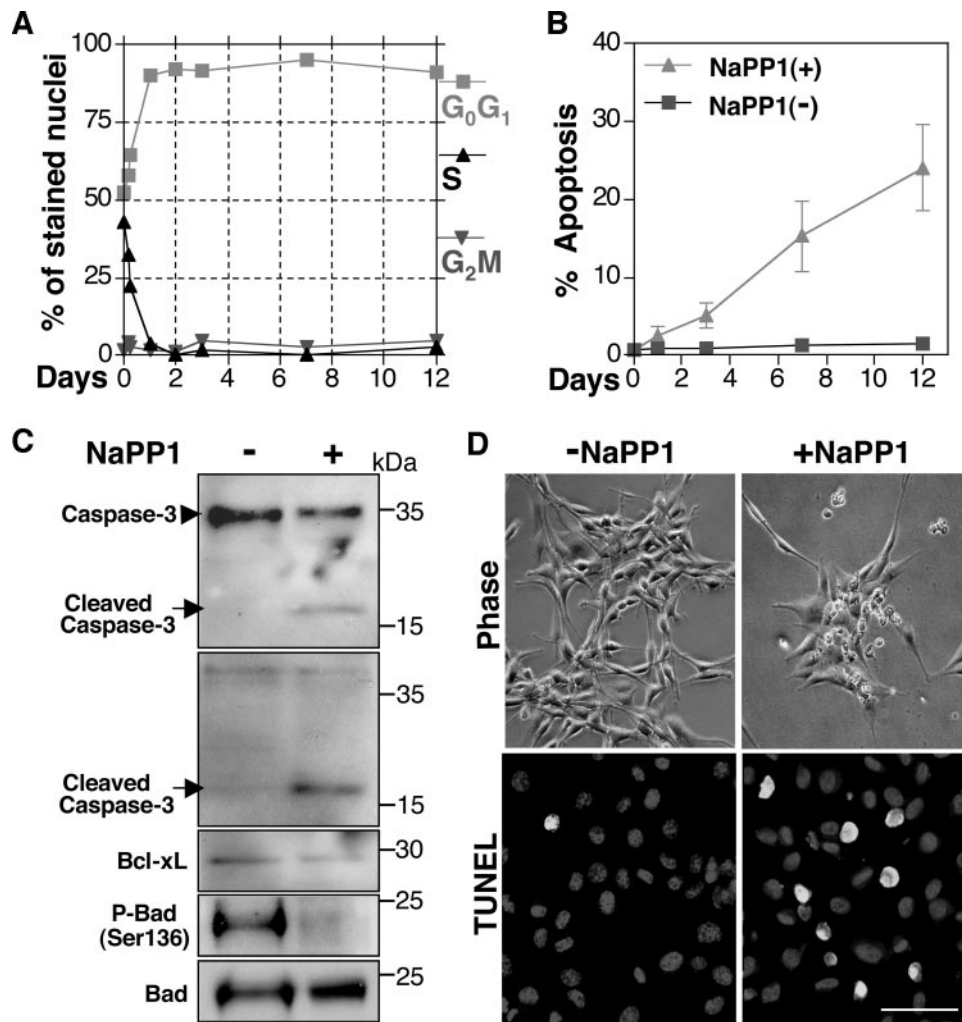 A
% of stained nuclei
100
75
50
25
0
G₀G₁
S
G₂M
Days
0 2 4 6 8 10 12
B
% Apoptosis
40
30
20
10
0
NaPP1(+)
NaPP1(-)
Days
0 2 4 6 8 10 12
C
NaPP1 - + kDa
Caspase-3
35
Cleaved
Caspase-3
15
35
Cleaved
Caspase-3
15
Bcl-xL
30
P-Bad
(Ser136)
25
Bad
25
D
-NaPP1 +NaPP1
Phase
TUNEL